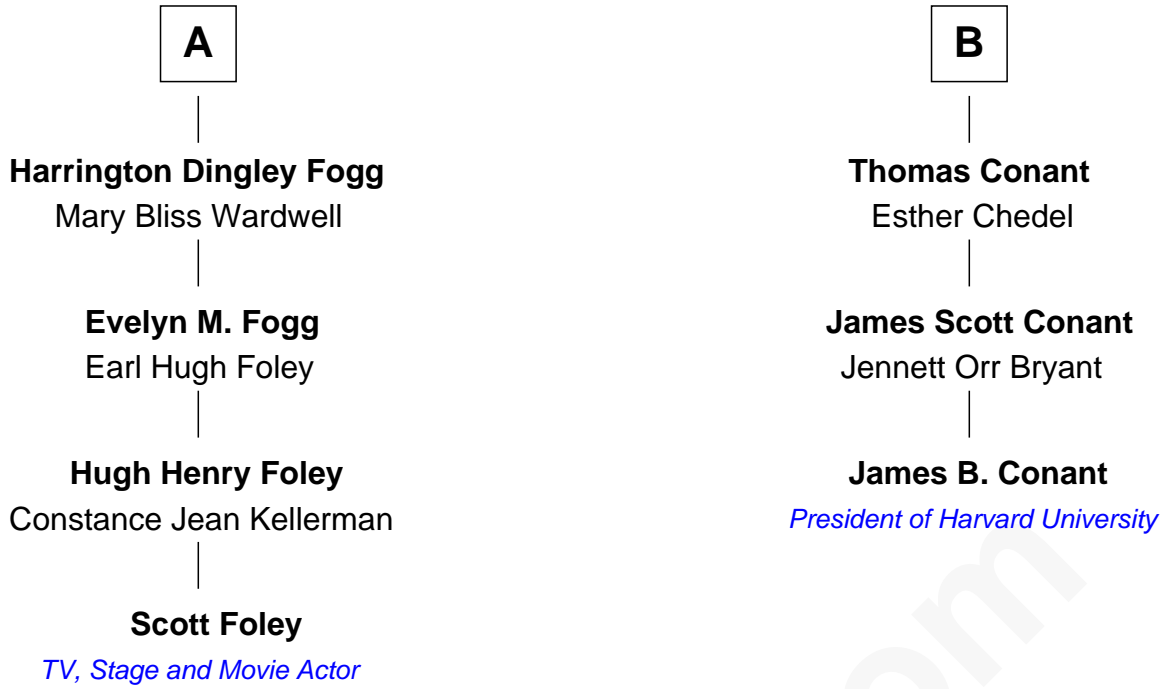 A
Harrington Dingley Fogg
Mary Bliss Wardwell
Evelyn M. Fogg
Earl Hugh Foley
Hugh Henry Foley
Constance Jean Kellerman
Scott Foley
TV, Stage and Movie Actor
B
Thomas Conant
Esther Chedel
James Scott Conant
Jennett Orr Bryant
James B. Conant
President of Harvard University
om